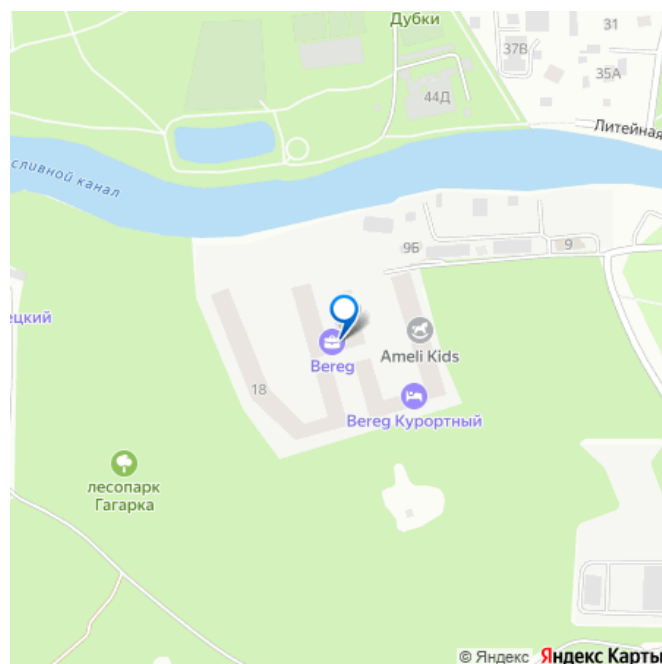 Дубки
31
37В
35А
44Д
Литейная
сливной канал
9Б
9
ецкий
Bereg
Ameli Kids
18
Bereg Курортный
лесопарк
Гагарка
© Яндекс Яндекс Карты